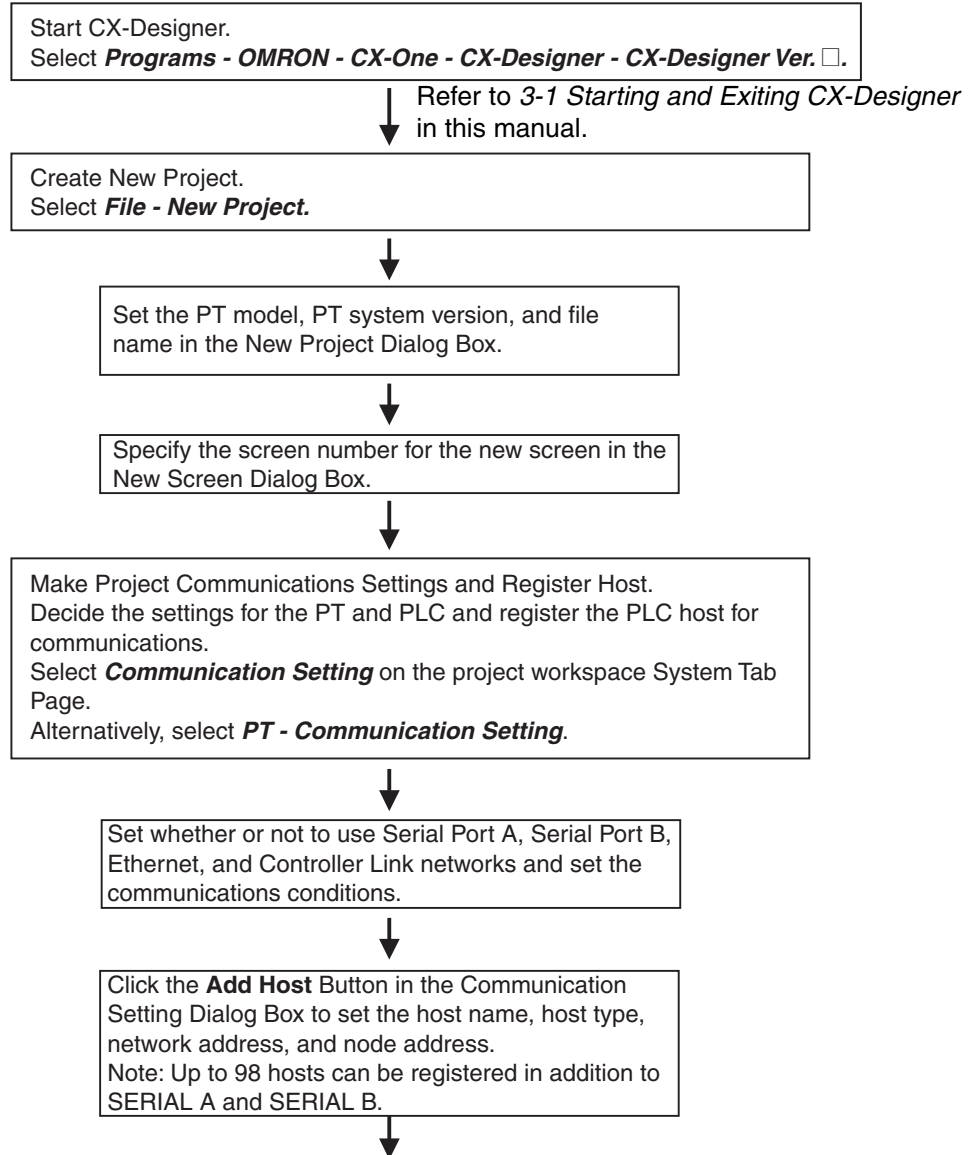 Start CX-Designer.
Select Programs - OMRON - CX-One - CX-Designer - CX-Designer Ver. □.
Refer to 3-1 Starting and Exiting CX-Designer
in this manual.
Create New Project.
Select File - New Project.
Set the PT model, PT system version, and file
name in the New Project Dialog Box.
Specify the screen number for the new screen in the
New Screen Dialog Box.
Make Project Communications Settings and Register Host.
Decide the settings for the PT and PLC and register the PLC host for
communications.
Select Communication Setting on the project workspace System Tab
Page.
Alternatively, select PT - Communication Setting.
Set whether or not to use Serial Port A, Serial Port B,
Ethernet, and Controller Link networks and set the
communications conditions.
Click the Add Host Button in the Communication
Setting Dialog Box to set the host name, host type,
network address, and node address.
Note: Up to 98 hosts can be registered in addition to
SERIAL A and SERIAL B.